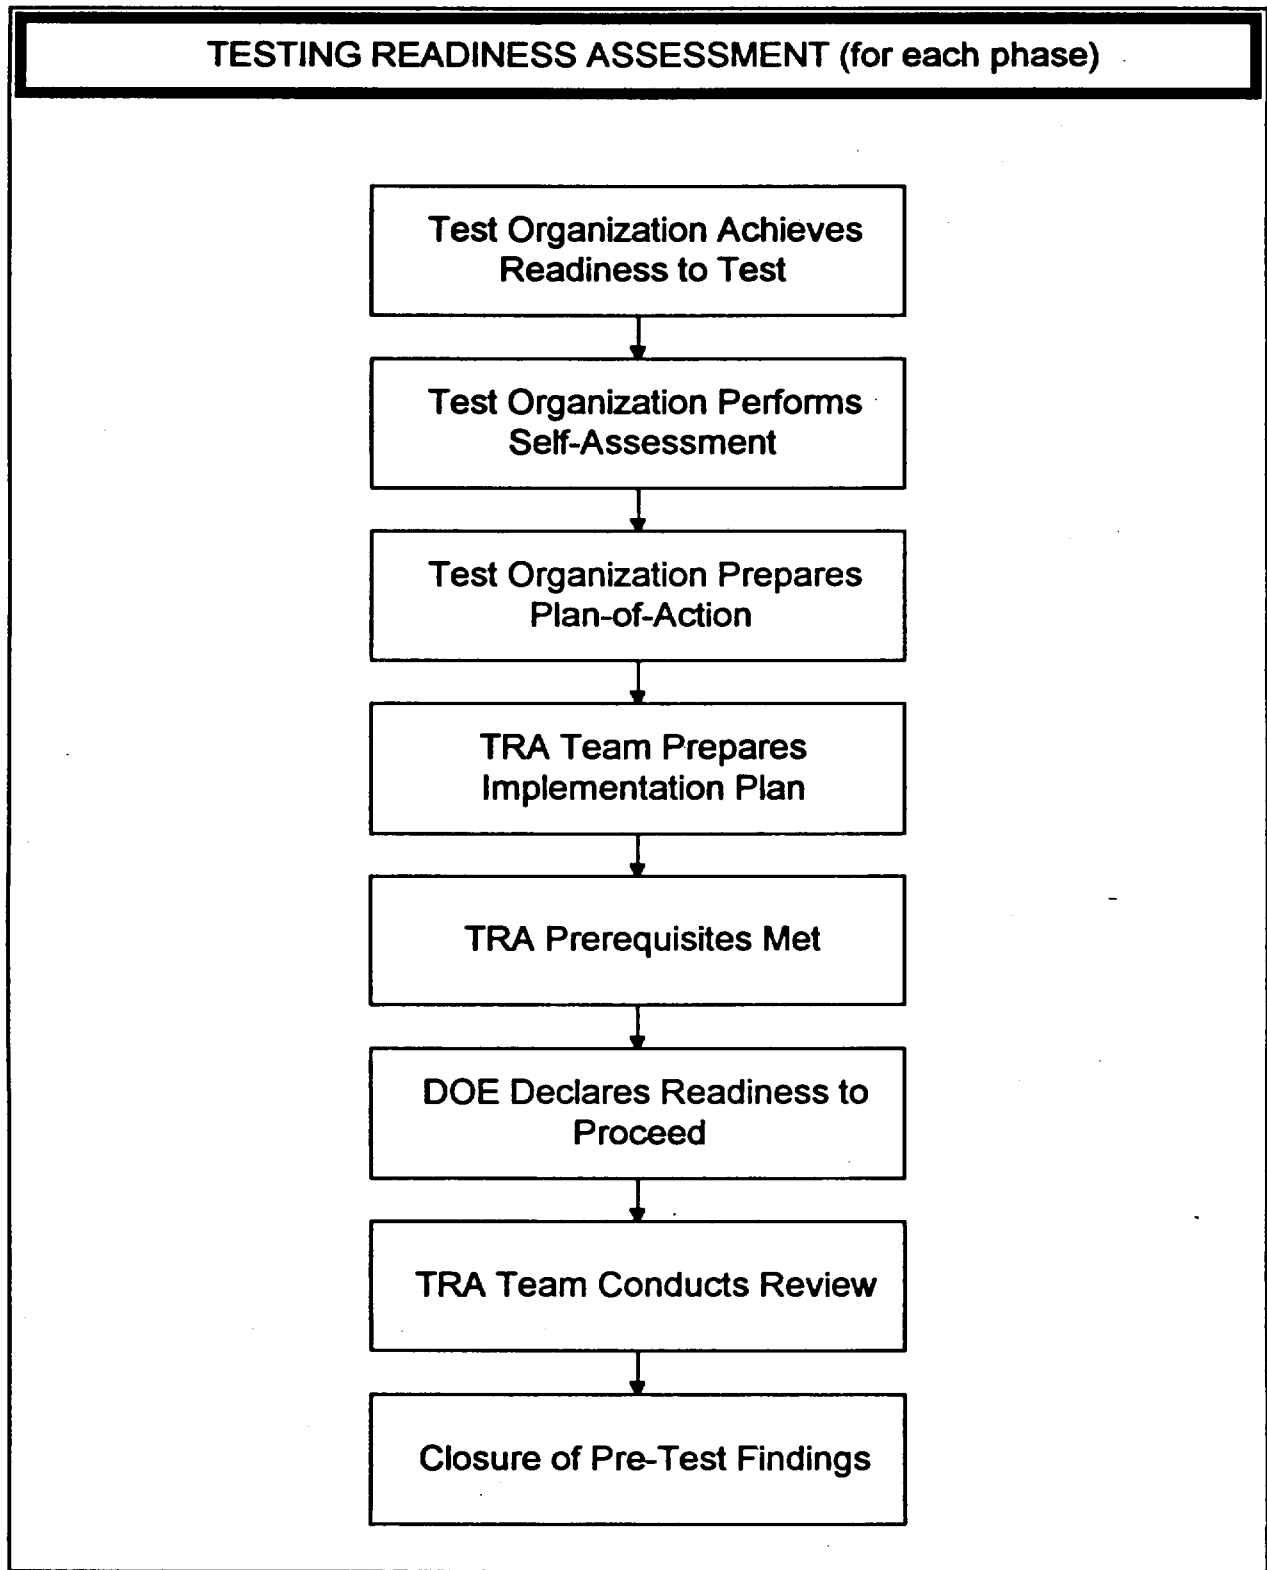 TESTING READINESS ASSESSMENT (for each phase)
Test Organization Achieves
Readiness to Test
Test Organization Performs
Self-Assessment
Test Organization Prepares
Plan-of-Action
TRA Team Prepares
Implementation Plan
TRA Prerequisites Met
DOE Declares Readiness to
Proceed
TRA Team Conducts Review
Closure of Pre-Test Findings